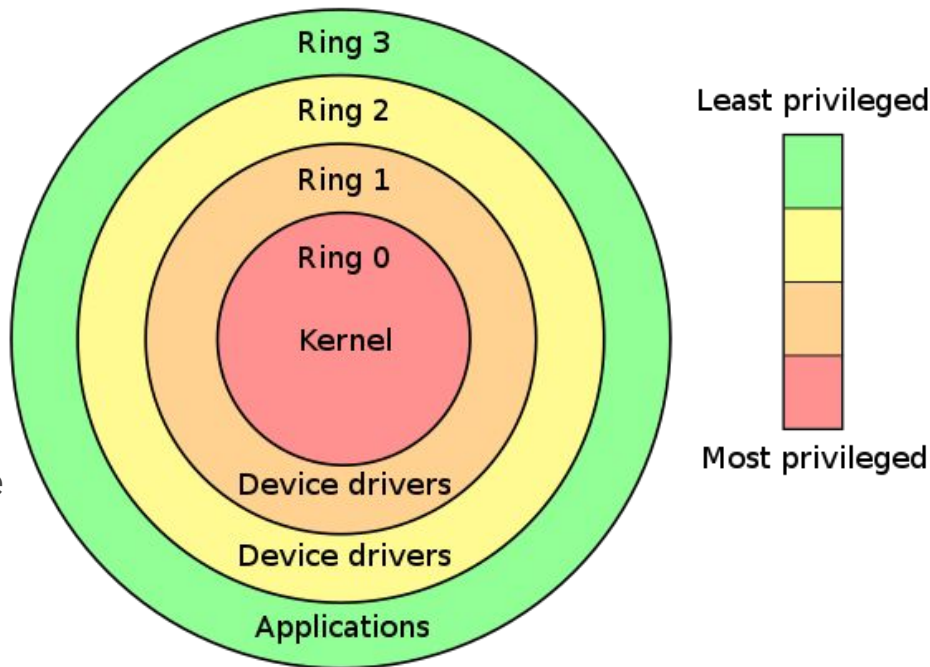 Ring 3
Ring 2
Ring 1
Ring 0
Kernel
Device drivers
Device drivers
Applications
Least privileged
Most privileged